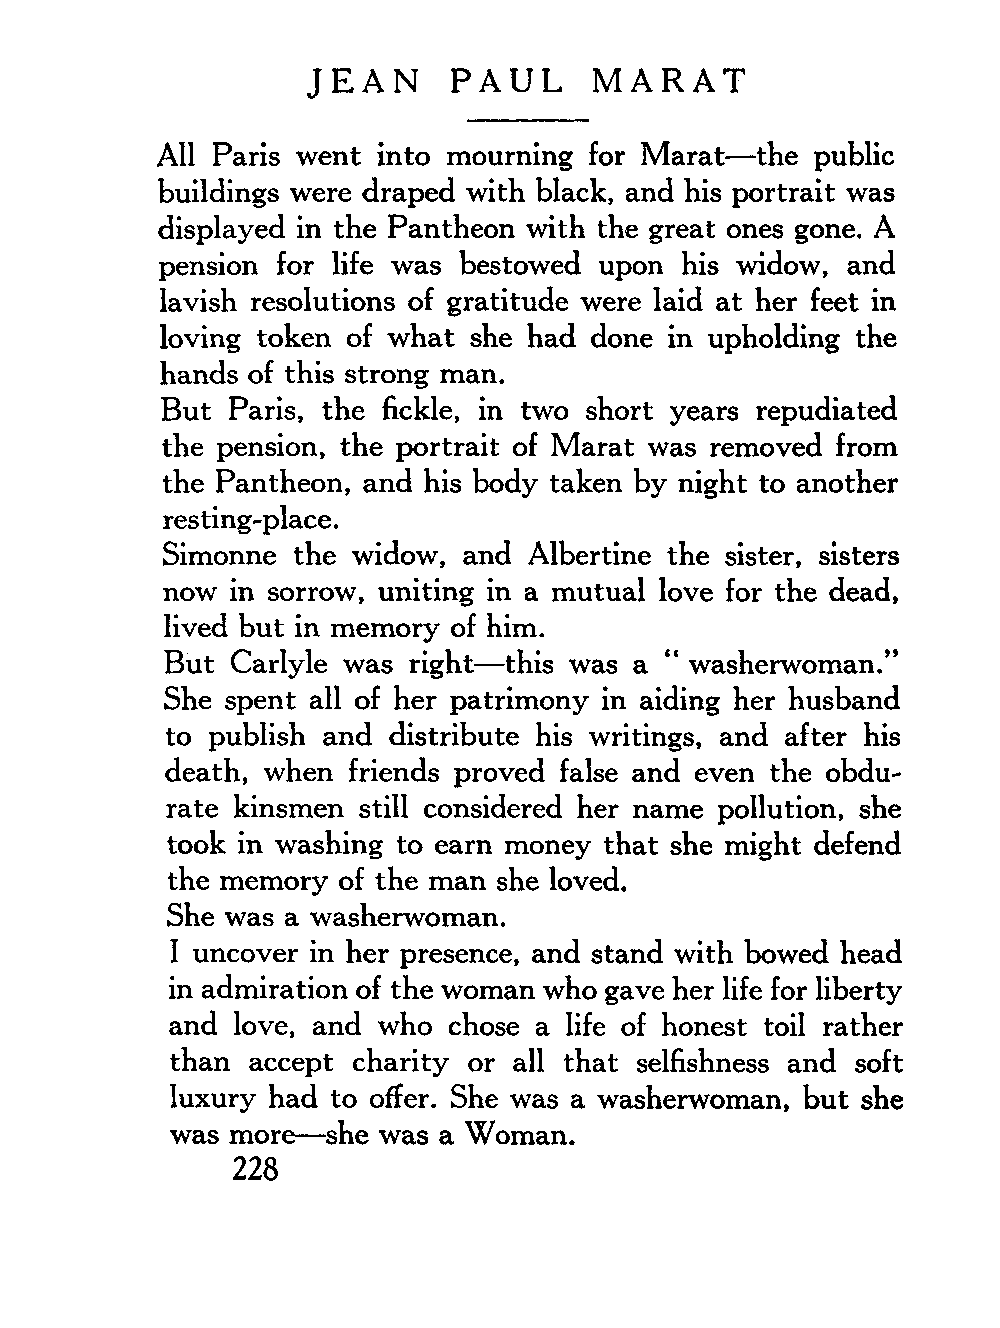 JEAN PAUL MARAT
All Paris went into mourning for Marat—the public
buildings were draped with black, and his portrait was
displayed in the Pantheon with the great ones gone. A
pension for life was bestowed upon his widow, and
lavish resolutions of gratitude were laid at her feet in
loving token of what she had done in upholding the
hands of this strong man.
But Paris, the fickle, in two short years repudiated
the pension, the portrait of Marat was removed from
the Pantheon, and his body taken by night to another
resting-place.
Simonne the widow, and Albertine the sister, sisters
now in sorrow, uniting in a mutual love for the dead,
lived but in memory of him.
But Carlyle was right—this was a “ washerwoman.”
She spent all of her patrimony in aiding her husband
to publish and distribute his writings, and after his
death, when friends proved false and even the obdu-
rate kinsmen still considered her name pollution, she
took in washing to earn money that she might defend
the memory of the man she loved.
She was a washerwoman.
I uncover in her presence, and stand with bowed head
in admiration of the woman who gave her life for liberty
and love, and who chose a life of honest toil rather
than accept charity or all that selfishness and soft
luxury had to offer. She was a washerwoman, but she
was more—she was a Woman.
228